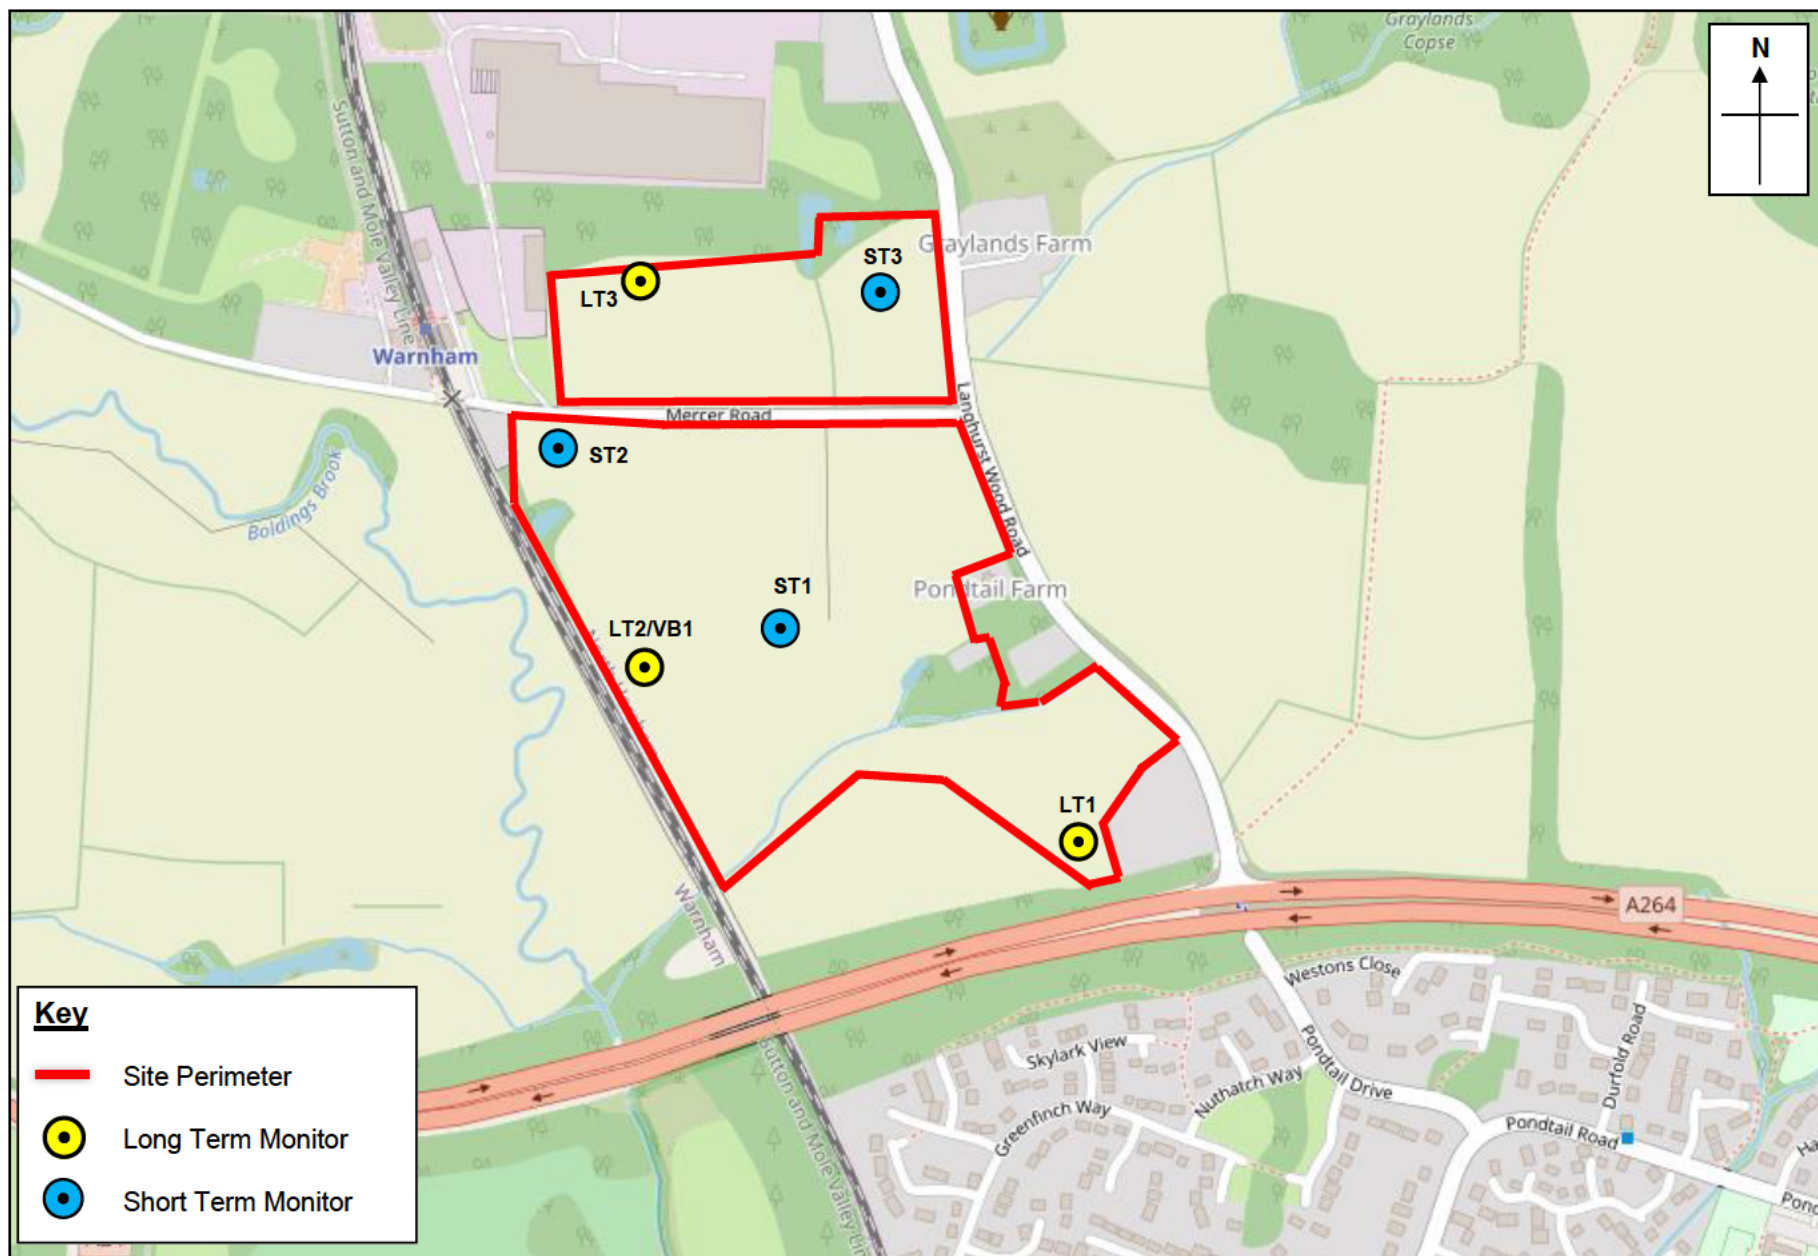 Graylands
Copse
N
Sutton and Mole Valley Line
Graylands Farm
ST3
LT3
Warnham
Mercer Road
Langhurst Wood Road
ST2
Boldings Brook
ST1
Pondtail Farm
LT2/VB1
LT1
Warnham
A264
Westons Close
Skylark View
Nuthatch Way
Pondtail Drive
Durfold Road
Greenfinch Way
Pondtail Road
Sutton and Mole Valley Line
Key
Site Perimeter
Long Term Monitor
Short Term Monitor